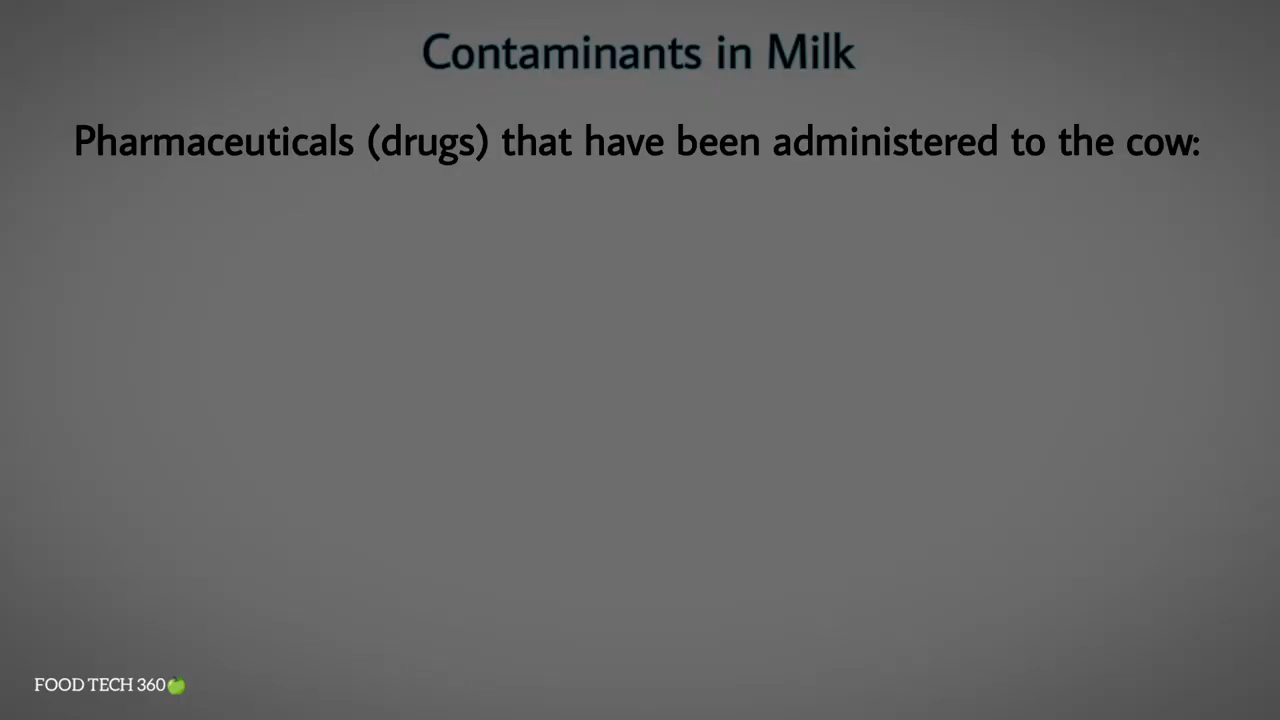 Contaminants in Milk
Pharmaceuticals (drugs) that have been administered to the cow:
FOOD TECH 360🍏